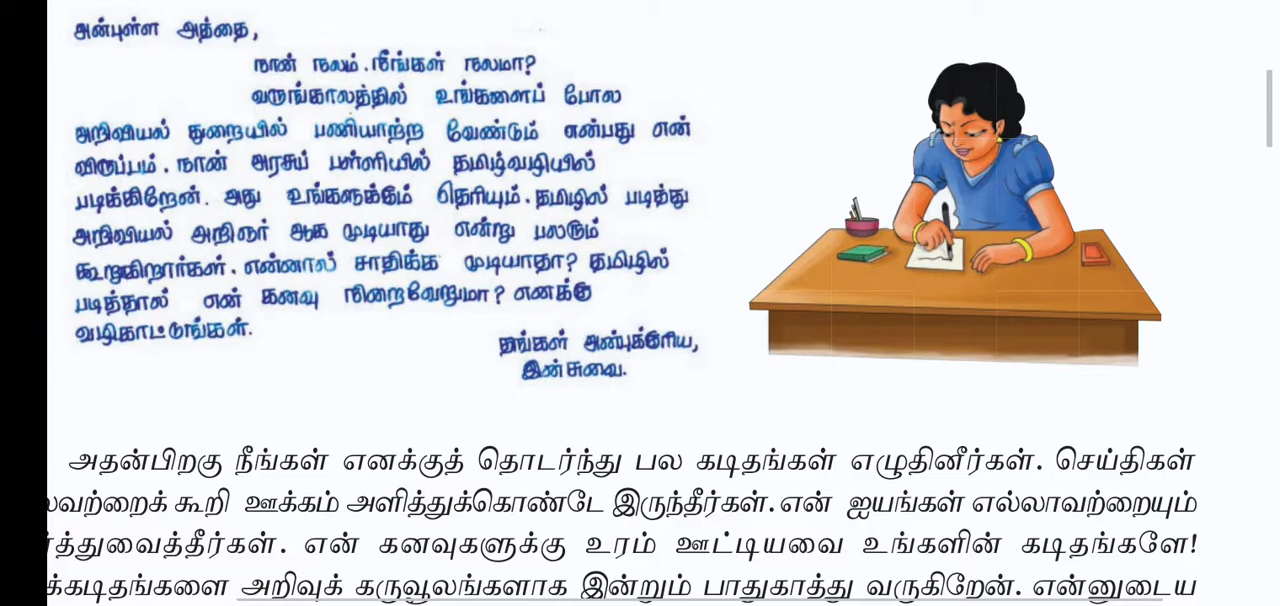 அன்புள்ள அத்தை,
நான் நலம். நீங்கள் நலமா?
வருங்காலத்தில் உங்களைப் போல
அறிவியல் துறையில் பணியாற்ற வேண்டும் என்பது என்
விருப்பம். நான் அரசுப் பள்ளியில் தமிழ்வழியில்
படிக்கிறேன். அது உங்களுக்கும் தெரியும். தமிழில் படித்து
அறிவியல் அறிஞர் ஆக முடியாது என்று பலரும்
கூறுகிறார்கள். என்னால் சாதிக்க முடியாதா? தமிழில்
படித்தால் என் கனவு நிறைவேறுமா? எனக்கு
வழிகாட்டுங்கள்.
தங்கள் அன்புக்குரிய,
இன்சுவை.
அதன்பிறகு நீங்கள் எனக்குத் தொடர்ந்து பல கடிதங்கள் எழுதினீர்கள். செய்திகள்
லவற்றைக் கூறி ஊக்கம் அளித்துக்கொண்டே இருந்தீர்கள். என் ஐயங்கள் எல்லாவற்றையும்
ர்த்துவைத்தீர்கள். என் கனவுகளுக்கு உரம் ஊட்டியவை உங்களின் கடிதங்களே!
க்கடிதங்களை அறிவுக் கருவூலங்களாக இன்றும் பாதுகாத்து வருகிறேன். என்னுடைய